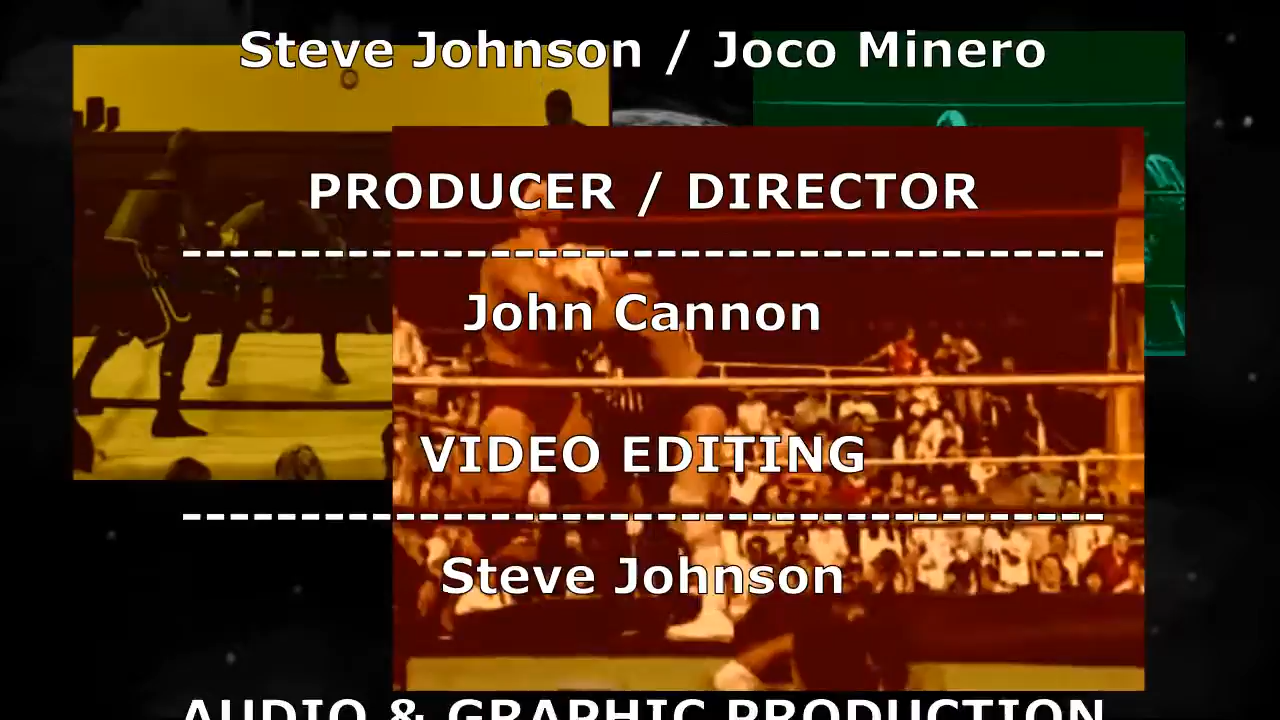 Steve Johnson / Joco Minero
PRODUCER / DIRECTOR
------------------------------------------
John Cannon
VIDEO EDITING
------------------------------------------
Steve Johnson
AUDIO & GRAPHIC PRODUCTION